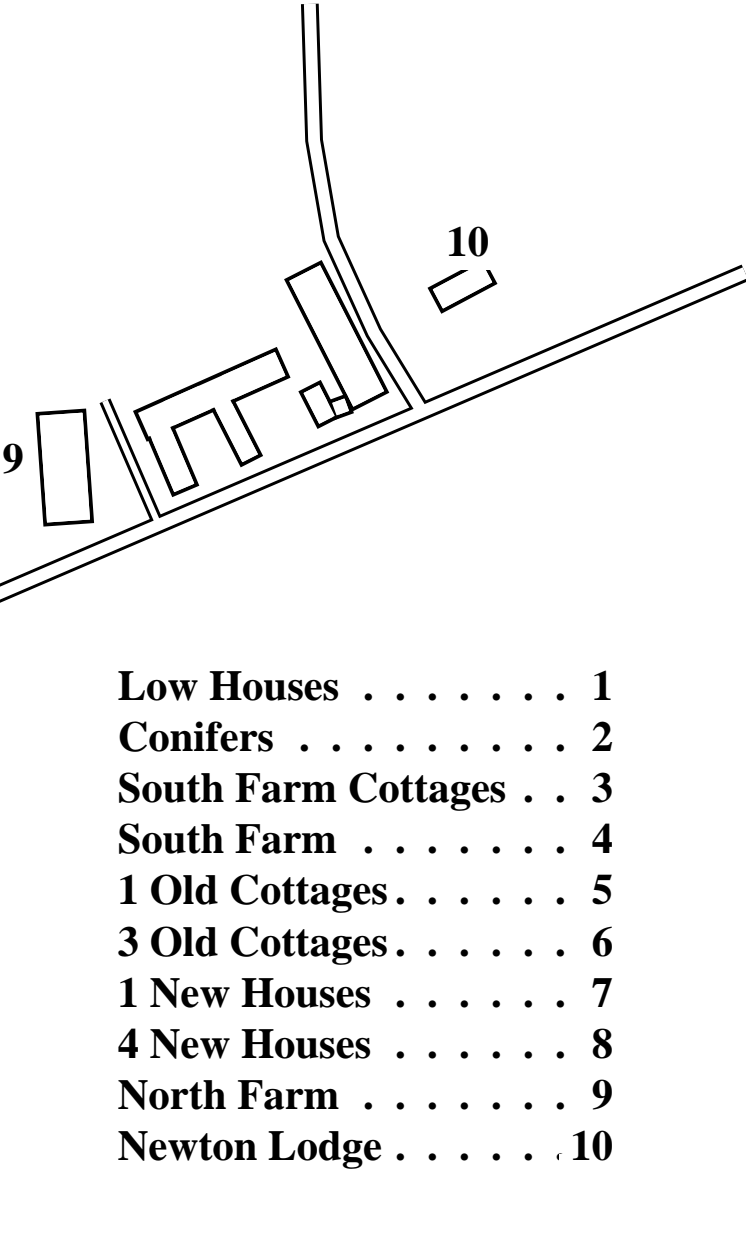 10
9
Low Houses . . . . . . . 1
Conifers . . . . . . . . . 2
South Farm Cottages . . 3
South Farm . . . . . . . 4
1 Old Cottages . . . . . . 5
3 Old Cottages . . . . . . 6
1 New Houses . . . . . . 7
4 New Houses . . . . . . 8
North Farm . . . . . . . 9
Newton Lodge . . . . . . 10